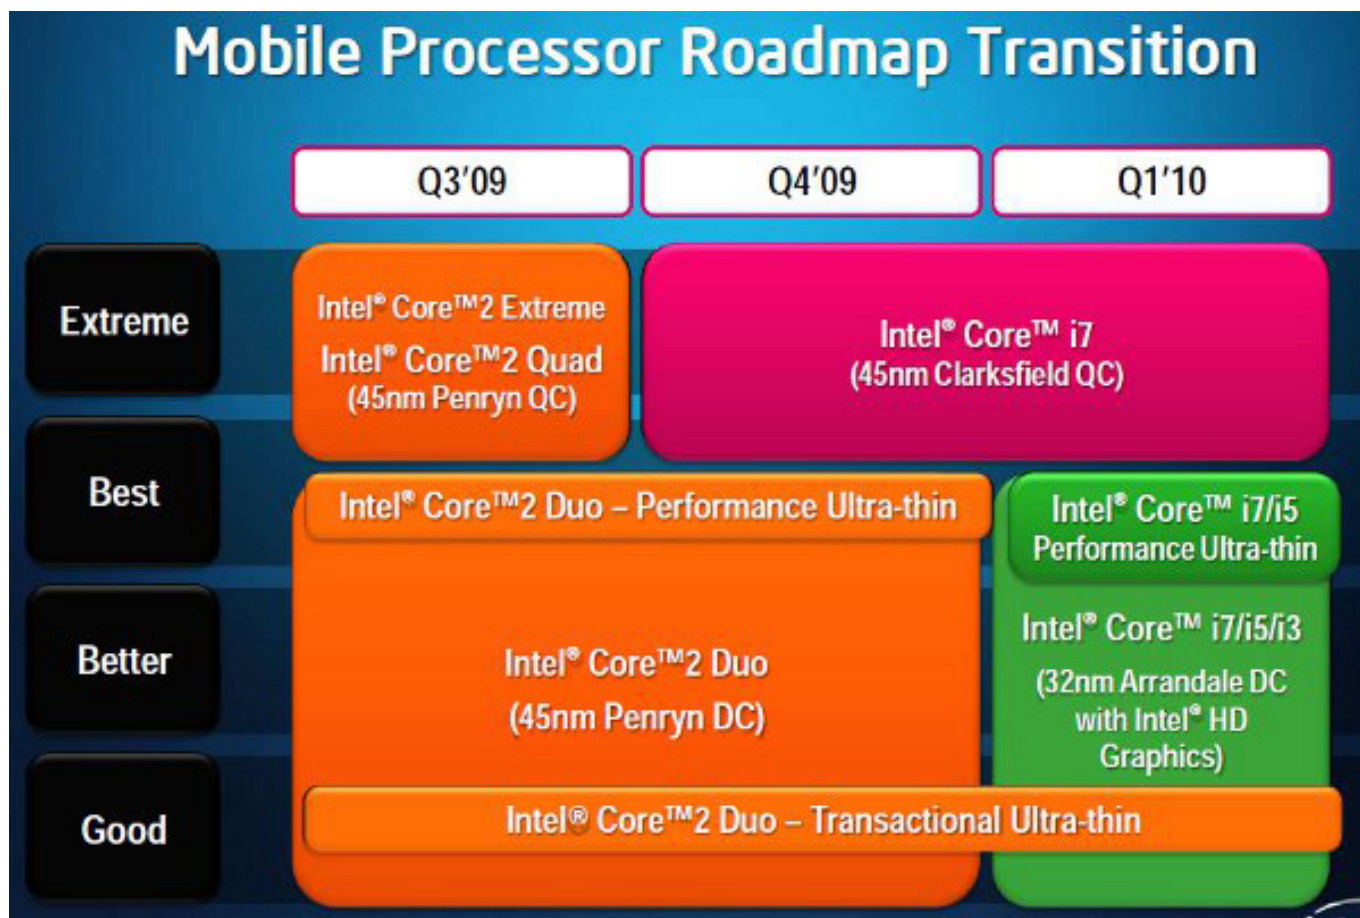 Mobile Processor Roadmap Transition
Q3'09
Q4'09
Q1'10
Extreme
Intel® Core™2 Extreme
Intel® Core™2 Quad
(45nm Penryn QC)
Intel® Core™ i7
(45nm Clarksfield QC)
Best
Intel® Core™2 Duo – Performance Ultra-thin
Intel® Core™ i7/i5
Performance Ultra-thin
Better
Intel® Core™2 Duo
(45nm Penryn DC)
Intel® Core™ i7/i5/i3
(32nm Arrandale DC
with Intel® HD
Graphics)
Good
Intel® Core™2 Duo – Transactional Ultra-thin